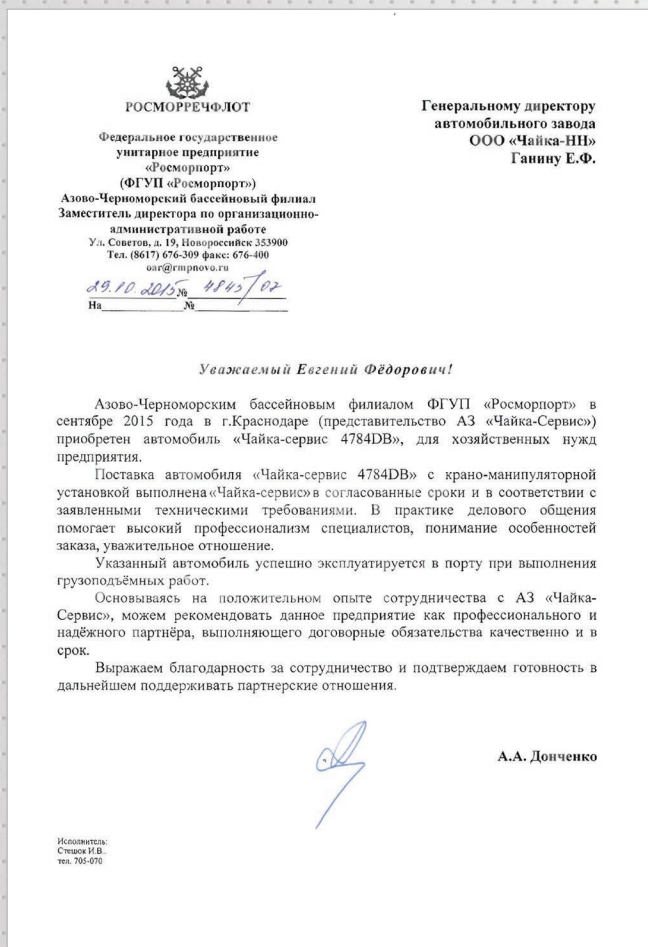 РОСМОРРЕЧФЛОТ
Федеральное государственное
унитарное предприятие
«Росморпорт»
(ФГУП «Росморпорт»)
Азово-Черноморский бассейновый филиал
Заместитель директора по организационно-
административной работе
Ул. Советов, д. 19, Новороссийск 353900
Тел. (8617) 676-309 факс: 676-400
oar@rmpnovo.ru
29.10.2015 № 4845/07
На №
Генеральному директору
автомобильного завода
ООО «Чайка-НН»
Ганину Е.Ф.
Уважаемый Евгений Фёдорович!
Азово-Черноморским бассейновым филиалом ФГУП «Росморпорт» в
сентябре 2015 года в г.Краснодаре (представительство АЗ «Чайка-Сервис»)
приобретен автомобиль «Чайка-сервис 4784DB», для хозяйственных нужд
предприятия.
Поставка автомобиля «Чайка-сервис 4784DB» с крано-манипуляторной
установкой выполнена «Чайка-сервис» в согласованные сроки и в соответствии с
заявленными техническими требованиями. В практике делового общения
помогает высокий профессионализм специалистов, понимание особенностей
заказа, уважительное отношение.
Указанный автомобиль успешно эксплуатируется в порту при выполнения
грузоподъёмных работ.
Основываясь на положительном опыте сотрудничества с АЗ «Чайка-
Сервис», можем рекомендовать данное предприятие как профессионального и
надёжного партнёра, выполняющего договорные обязательства качественно и в
срок.
Выражаем благодарность за сотрудничество и подтверждаем готовность в
дальнейшем поддерживать партнерские отношения.
А.А. Донченко
Исполнитель:
Стецюк И.В.
тел. 705-070